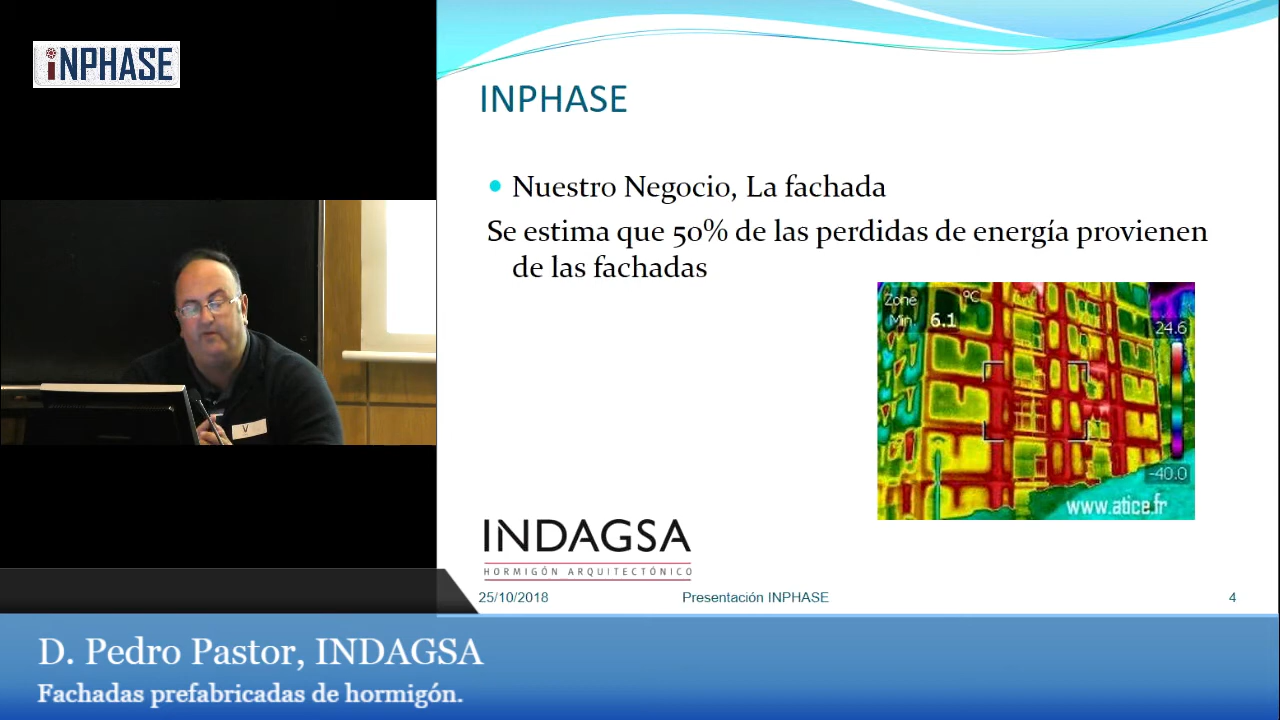 iNPHASE
INPHASE
Nuestro Negocio, La fachada
Se estima que 50% de las perdidas de energía provienen
de las fachadas
Zone
°C
Min. 6.1
24.6
-40.0
www.atice.fr
INDAGSA
HORMIGÓN ARQUITECTÓNICO
25/10/2018
Presentación INPHASE
4
D. Pedro Pastor, INDAGSA
Fachadas prefabricadas de hormigón.